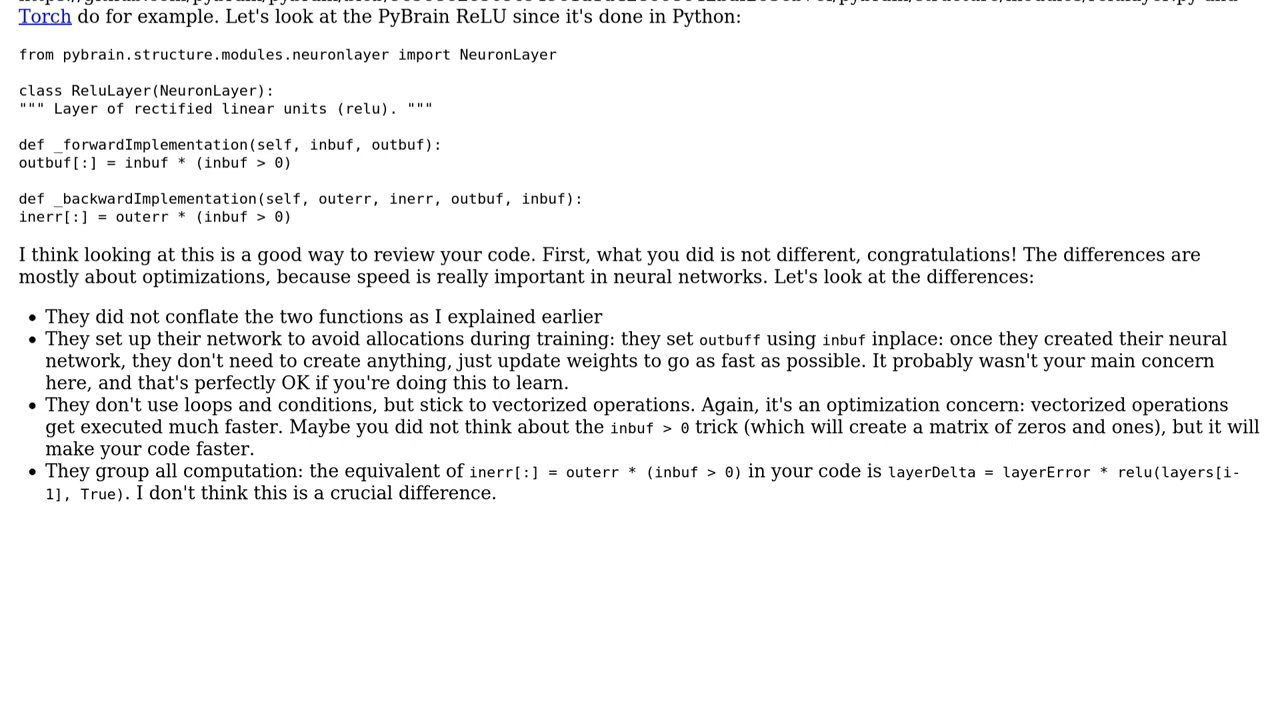 Torch do for example. Let's look at the PyBrain ReLU since it's done in Python:
from pybrain.structure.modules.neuronlayer import NeuronLayer
class ReluLayer(NeuronLayer):
""" Layer of rectified linear units (relu). """
def _forwardImplementation(self, inbuf, outbuf):
outbuf[:] = inbuf * (inbuf > 0)
def _backwardImplementation(self, outerr, inerr, outbuf, inbuf):
inerr[:] = outerr * (inbuf > 0)
I think looking at this is a good way to review your code. First, what you did is not different, congratulations! The differences are
mostly about optimizations, because speed is really important in neural networks. Let's look at the differences:
• They did not conflate the two functions as I explained earlier
• They set up their network to avoid allocations during training: they set outbuff using inbuf inplace: once they created their neural
network, they don't need to create anything, just update weights to go as fast as possible. It probably wasn't your main concern
here, and that's perfectly OK if you're doing this to learn.
• They don't use loops and conditions, but stick to vectorized operations. Again, it's an optimization concern: vectorized operations
get executed much faster. Maybe you did not think about the inbuf > 0 trick (which will create a matrix of zeros and ones), but it will
make your code faster.
• They group all computation: the equivalent of inerr[:] = outerr * (inbuf > 0) in your code is layerDelta = layerError * relu(layers[i-
1], True). I don't think this is a crucial difference.